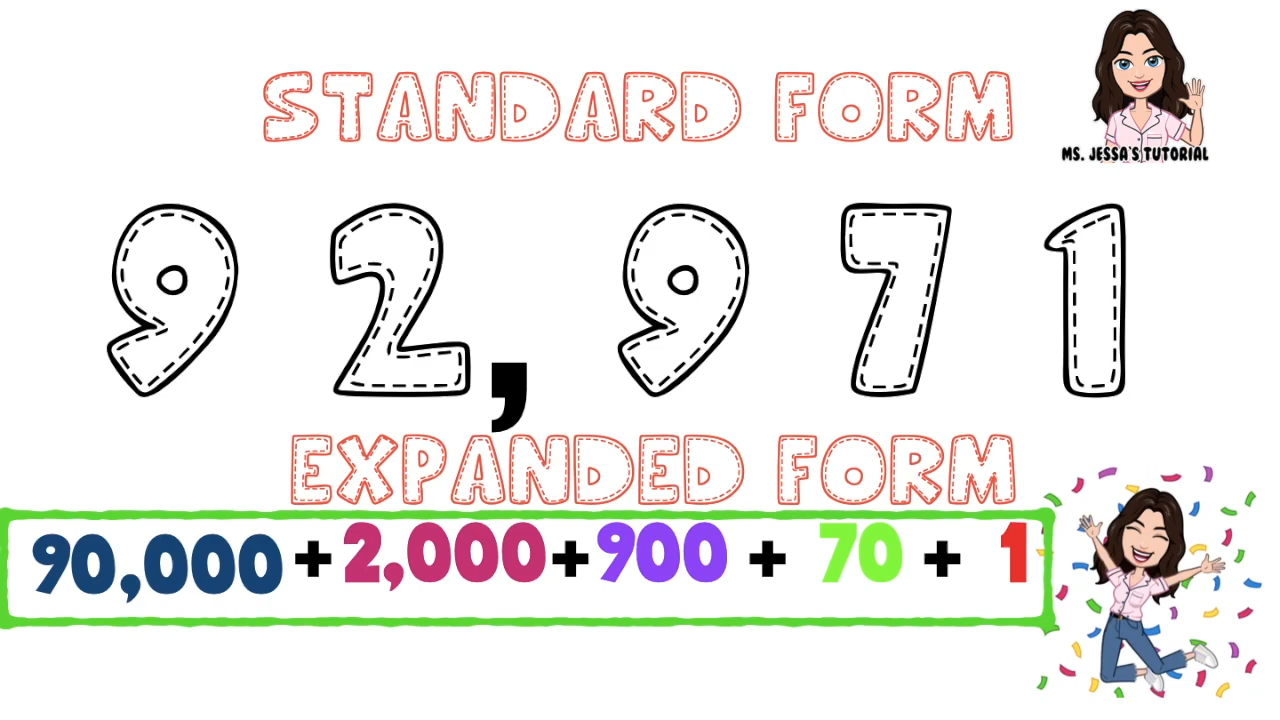 STANDARD FORM
MS. JESSA'S TUTORIAL
92,971
EXPANDED FORM
90,000 + 2,000 + 900 + 70 + 1